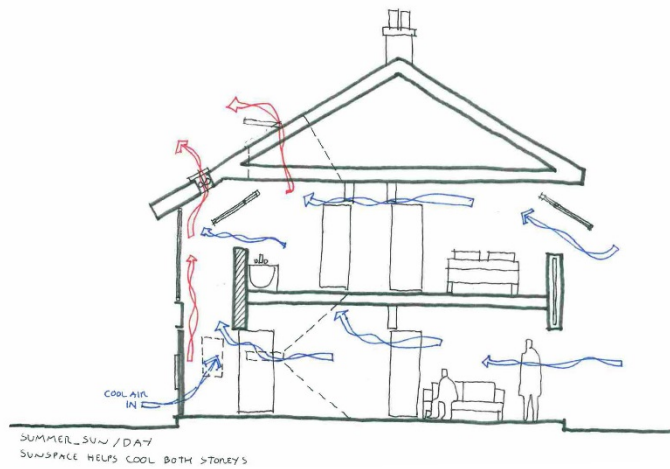 COOL AIR
IN
SUMMER_SUN/DAY
SUNSPACE HELPS COOL BOTH STOREYS